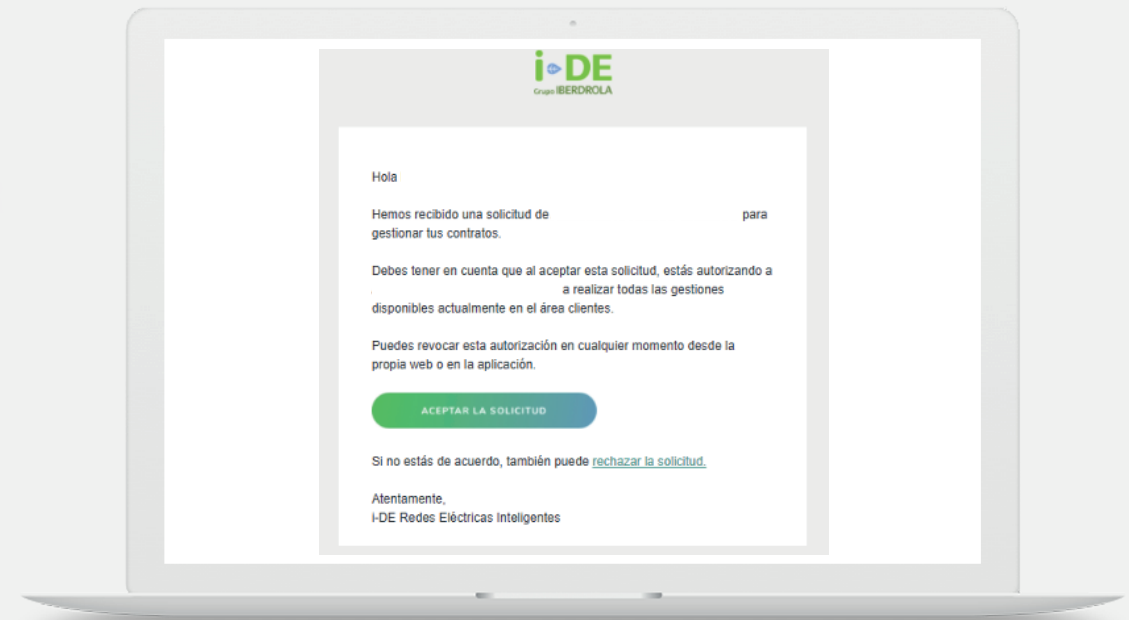 i-DE
Grupo IBERDROLA
Hola
Hemos recibido una solicitud de para
gestionar tus contratos.
Debes tener en cuenta que al aceptar esta solicitud, estás autorizando a
a realizar todas las gestiones
disponibles actualmente en el área clientes.
Puedes revocar esta autorización en cualquier momento desde la
propia web o en la aplicación.
ACEPTAR LA SOLICITUD
Si no estás de acuerdo, también puede rechazar la solicitud.
Atentamente,
i-DE Redes Eléctricas Inteligentes